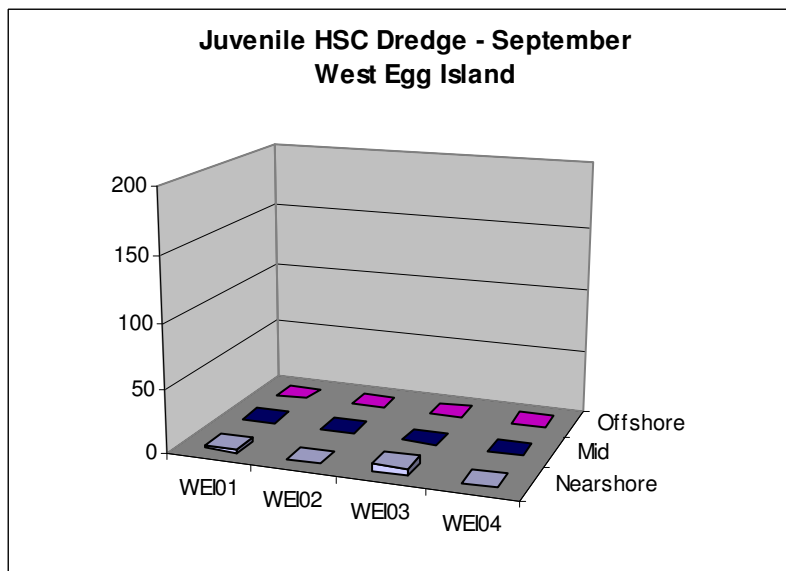 Juvenile HSC Dredge - September
West Egg Island
200
150
100
50
0
WEI01
WEI02
WEI03
WEI04
Offshore
Mid
Nearshore